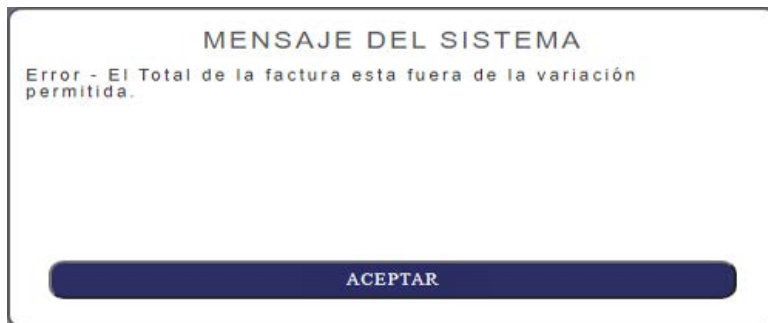 MENSAJE DEL SISTEMA
Error - El Total de la factura esta fuera de la variación
permitida.
ACEPTAR